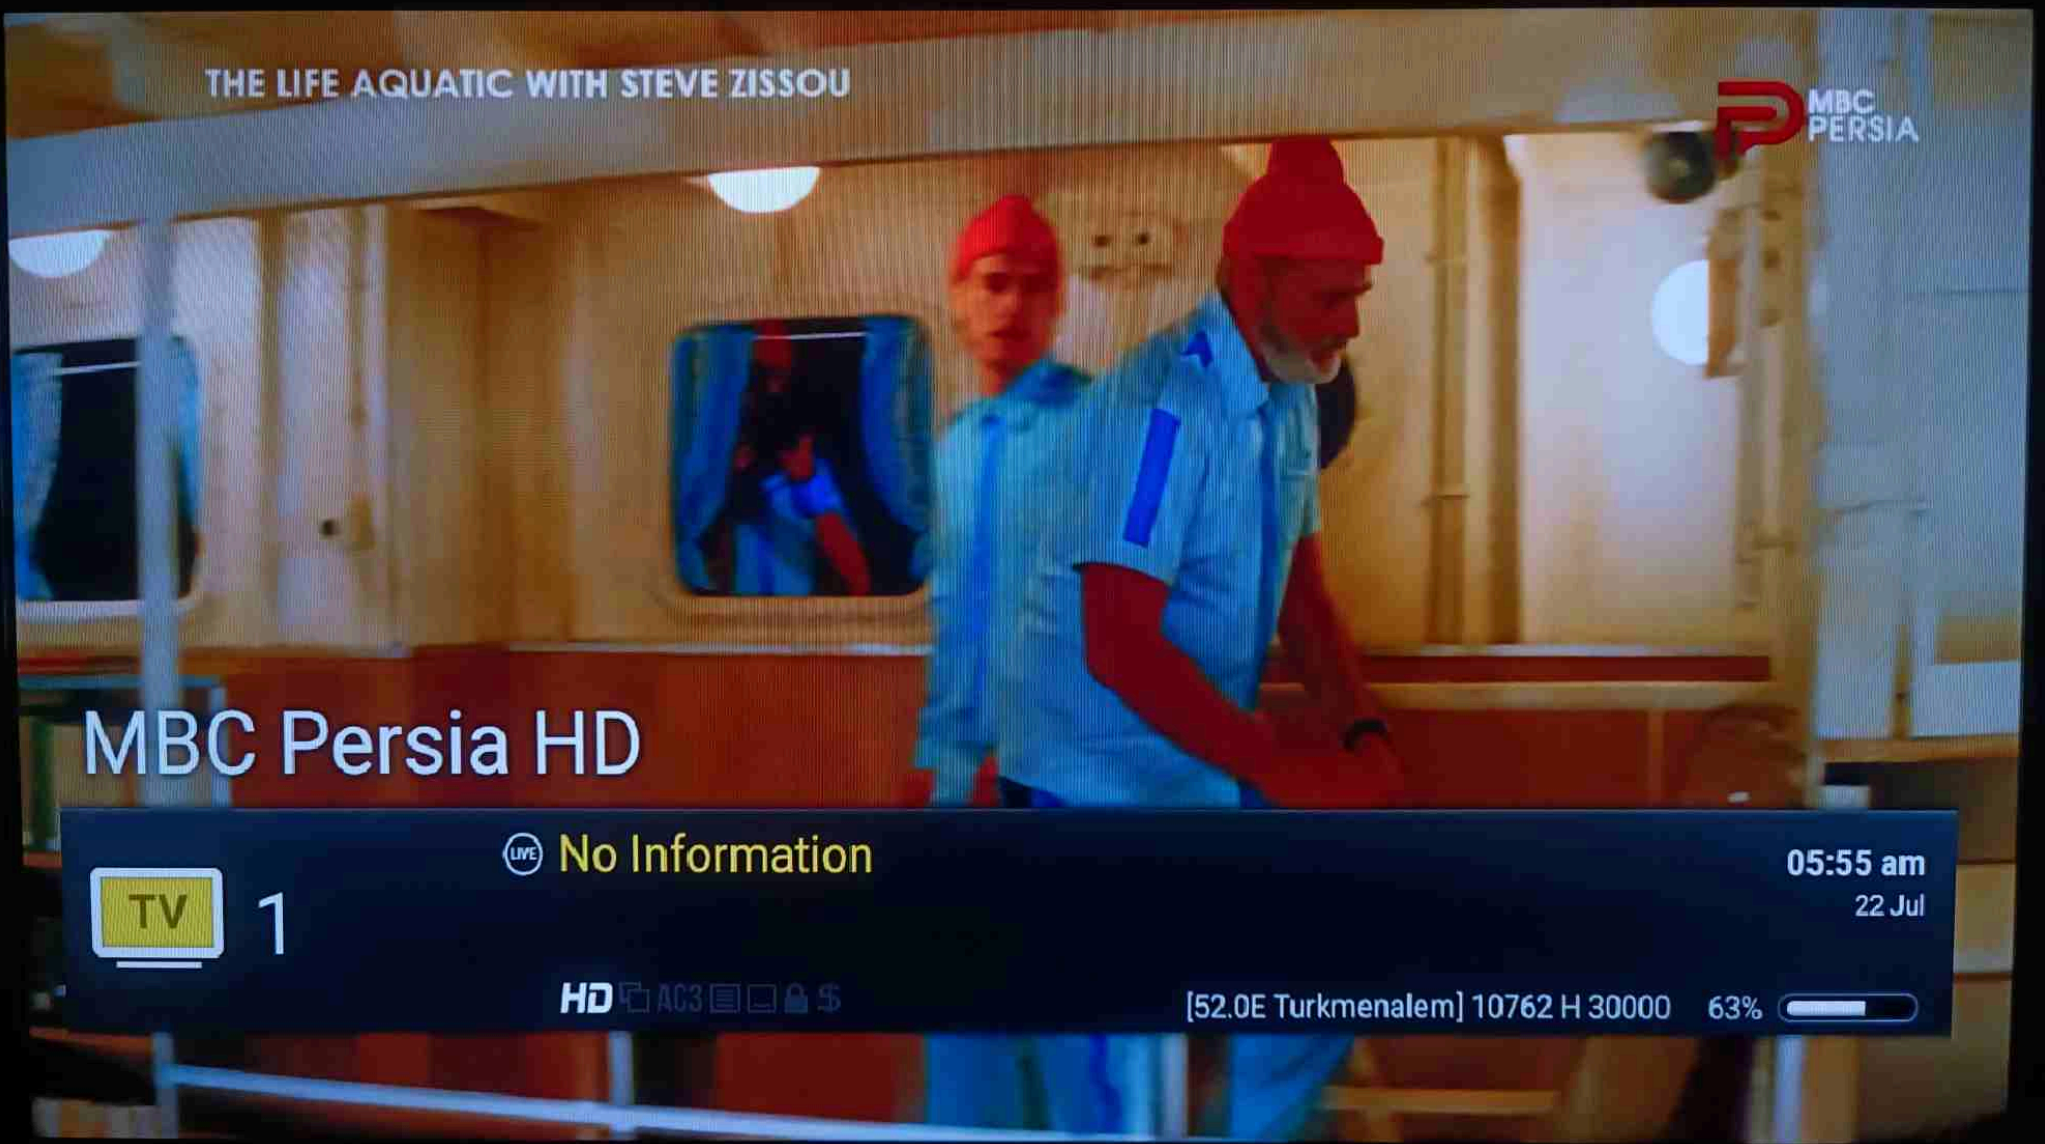 THE LIFE AQUATIC WITH STEVE ZISSOU
MBC
PERSIA
MBC Persia HD
LIVE No Information
05:55 am
22 Jul
TV 1
HD AC3 $
[52.0E Turkmenalem] 10762 H 30000 63%